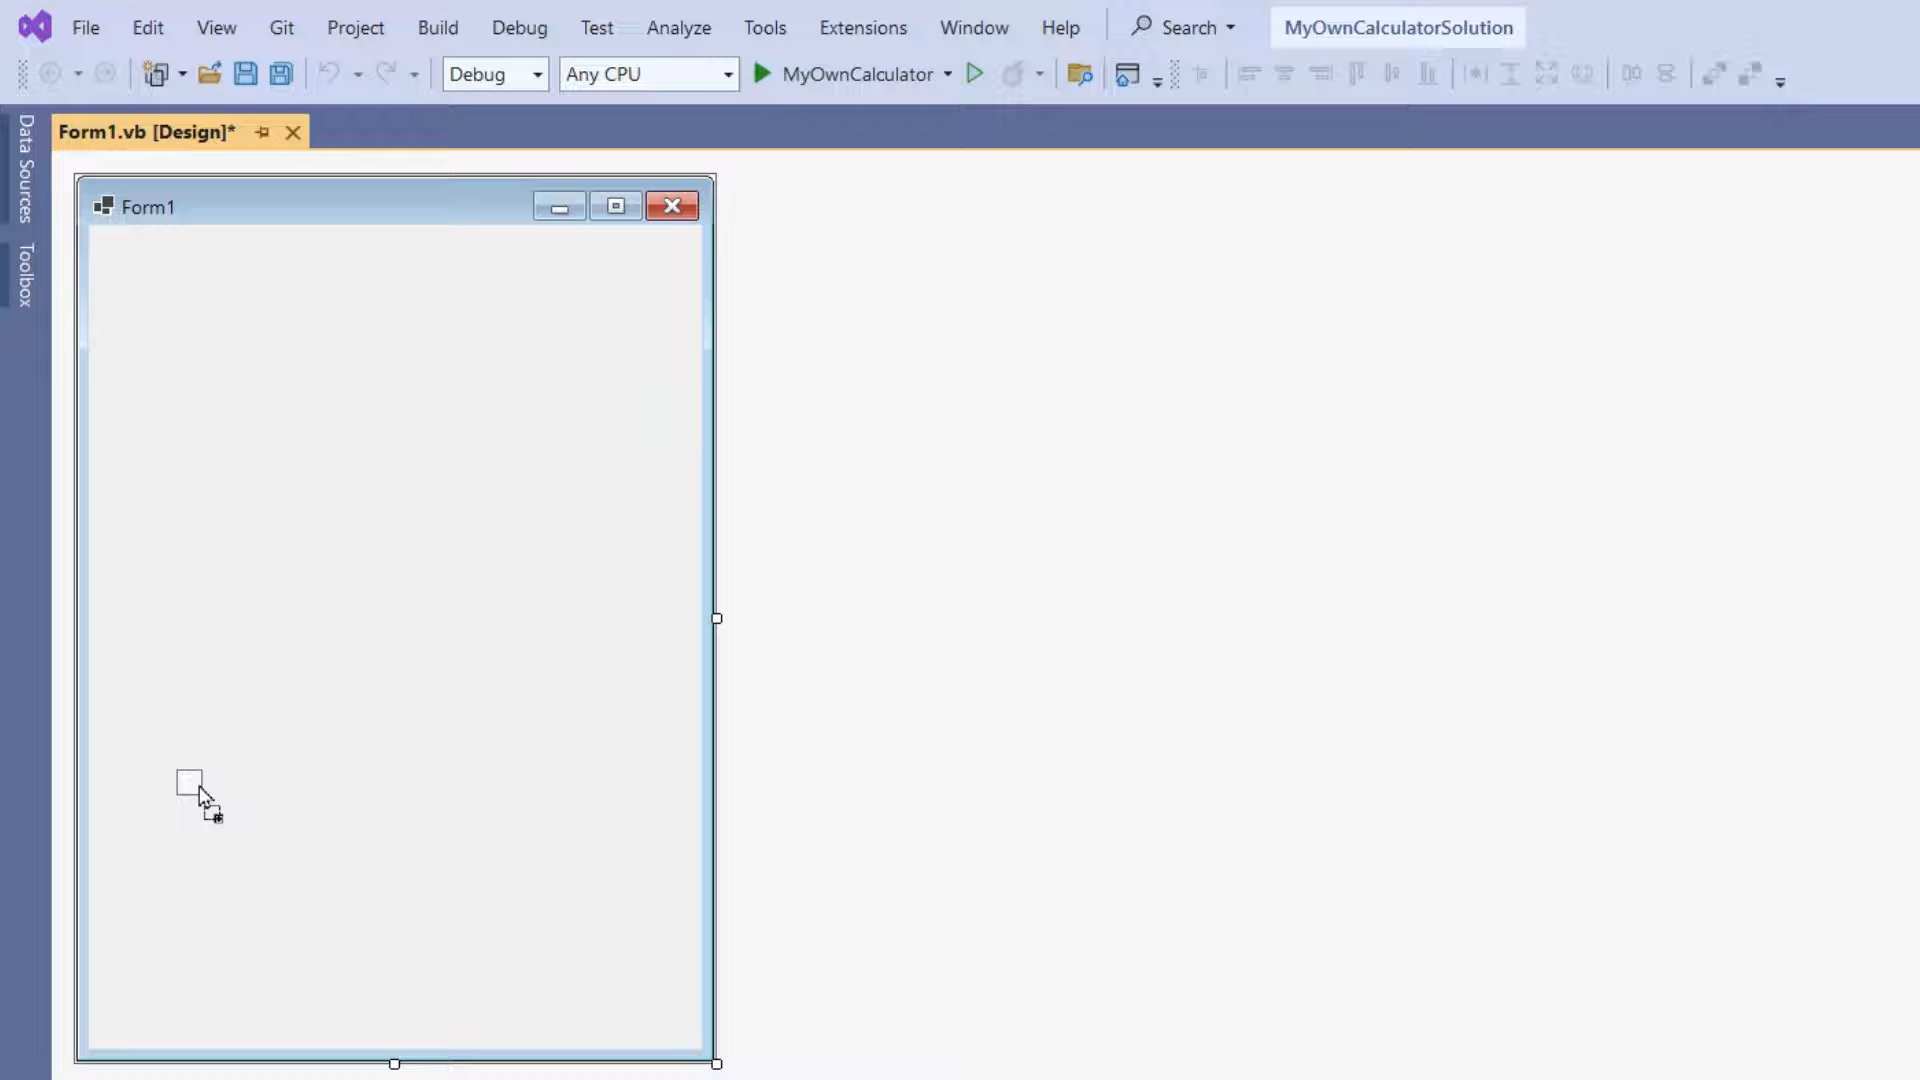 File Edit View Git Project Build Debug Test Analyze Tools Extensions Window Help Search MyOwnCalculatorSolution
Debug Any CPU MyOwnCalculator
Form1.vb [Design]*
Data Sources
Toolbox
Form1